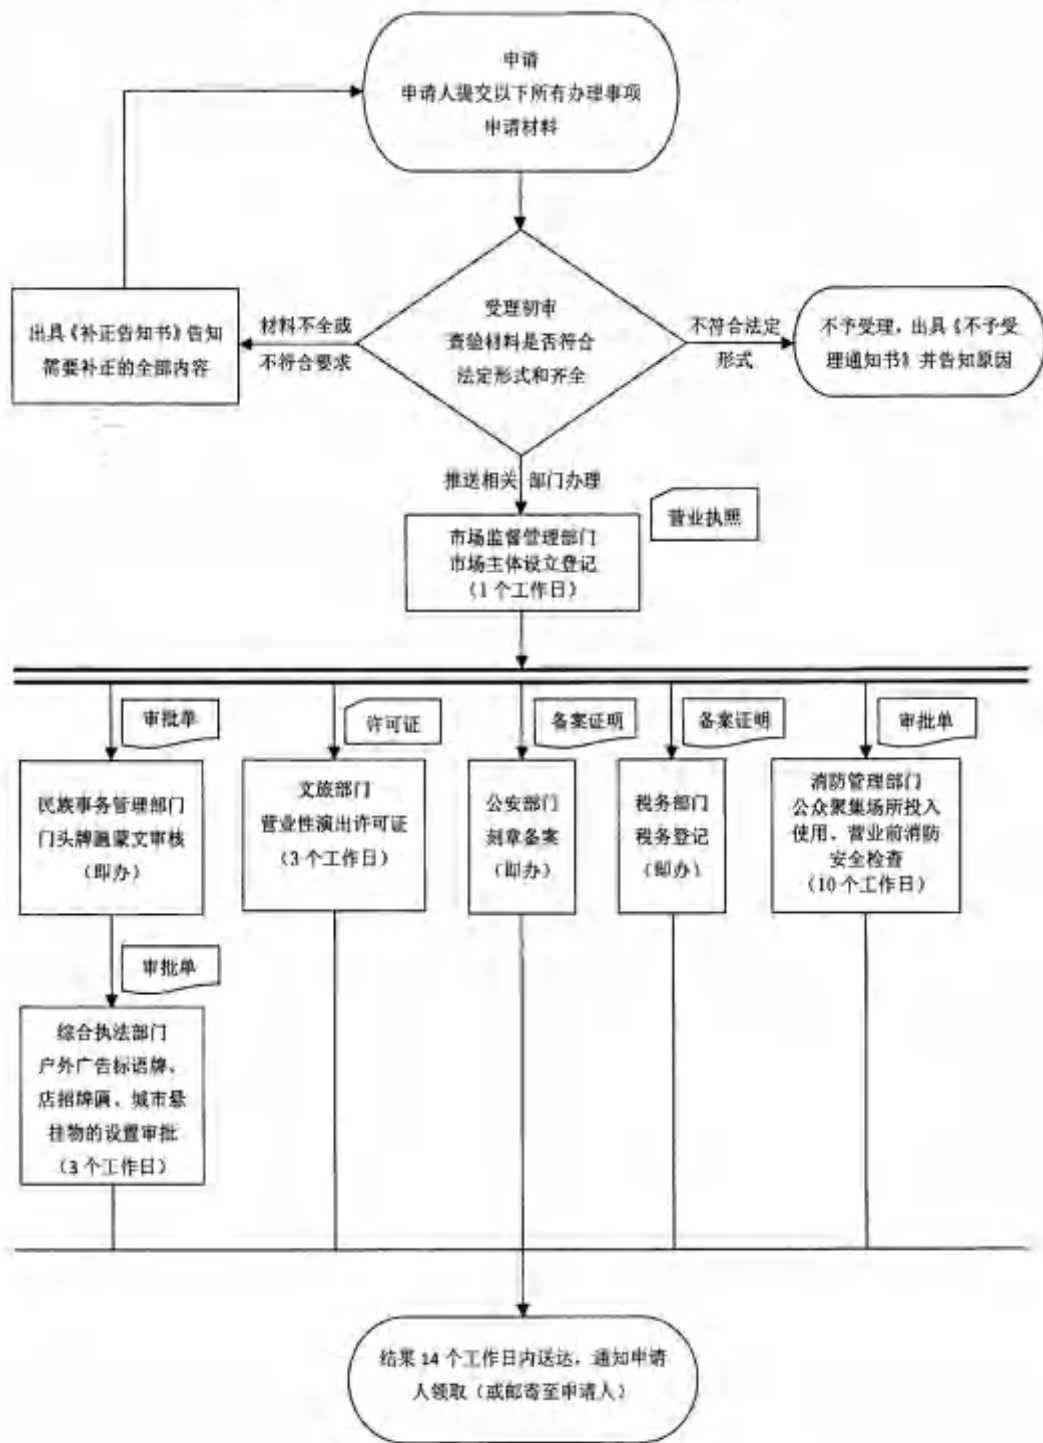 申请
申请人提交以下所有办理事项
申请材料
出具《补正告知书》告知
需要补正的全部内容
材料不全或
不符合要求
受理初审
查验材料是否符合
法定形式和齐全
不符合法定
形式
不予受理，出具《不予受
理通知书》并告知原因
推送相关部门办理
营业执照
市场监督管理部门
市场主体设立登记
（1个工作日）
审批单
许可证
备案证明
备案证明
审批单
民族事务管理部门
门头牌匾蒙文审核
（即办）
文旅部门
营业性演出许可证
（3个工作日）
公安部门
刻章备案
（即办）
税务部门
税务登记
（即办）
消防管理部门
公众聚集场所投入
使用、营业前消防
安全检查
（10个工作日）
审批单
综合执法部门
户外广告标语牌、
店招牌匾、城市悬
挂物的设置审批
（3个工作日）
结果14个工作日内送达，通知申请
人领取（或邮寄至申请人）